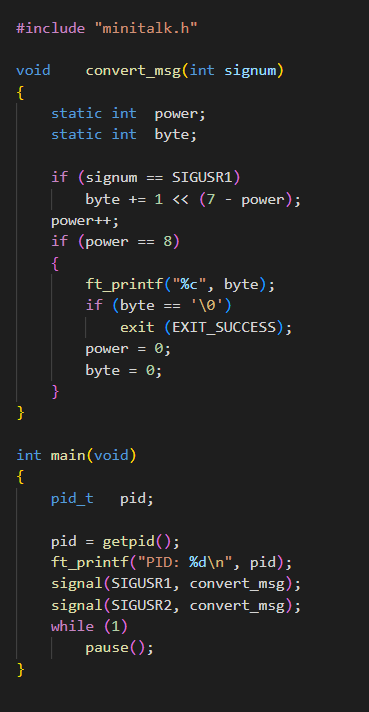 #include "minitalk.h"

void	convert_msg(int signum)
{
	static int	power;
	static int	byte;

	if (signum == SIGUSR1)
		byte += 1 << (7 - power);
	power++;
	if (power == 8)
	{
		ft_printf("%c", byte);
		if (byte == '\0')
			exit (EXIT_SUCCESS);
		power = 0;
		byte = 0;
	}
}

int main(void)
{
	pid_t	pid;

	pid = getpid();
	ft_printf("PID: %d\n", pid);
	signal(SIGUSR1, convert_msg);
	signal(SIGUSR2, convert_msg);
	while (1)
		pause();
}